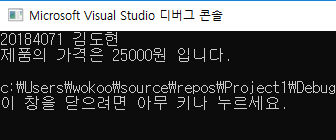 Microsoft Visual Studio 디버그 콘솔
20184071 김도현
제품의 가격은 25000원 입니다.
c:\Users\wokoo\source\repos\Project1\Debug
이 창을 닫으려면 아무 키나 누르세요.